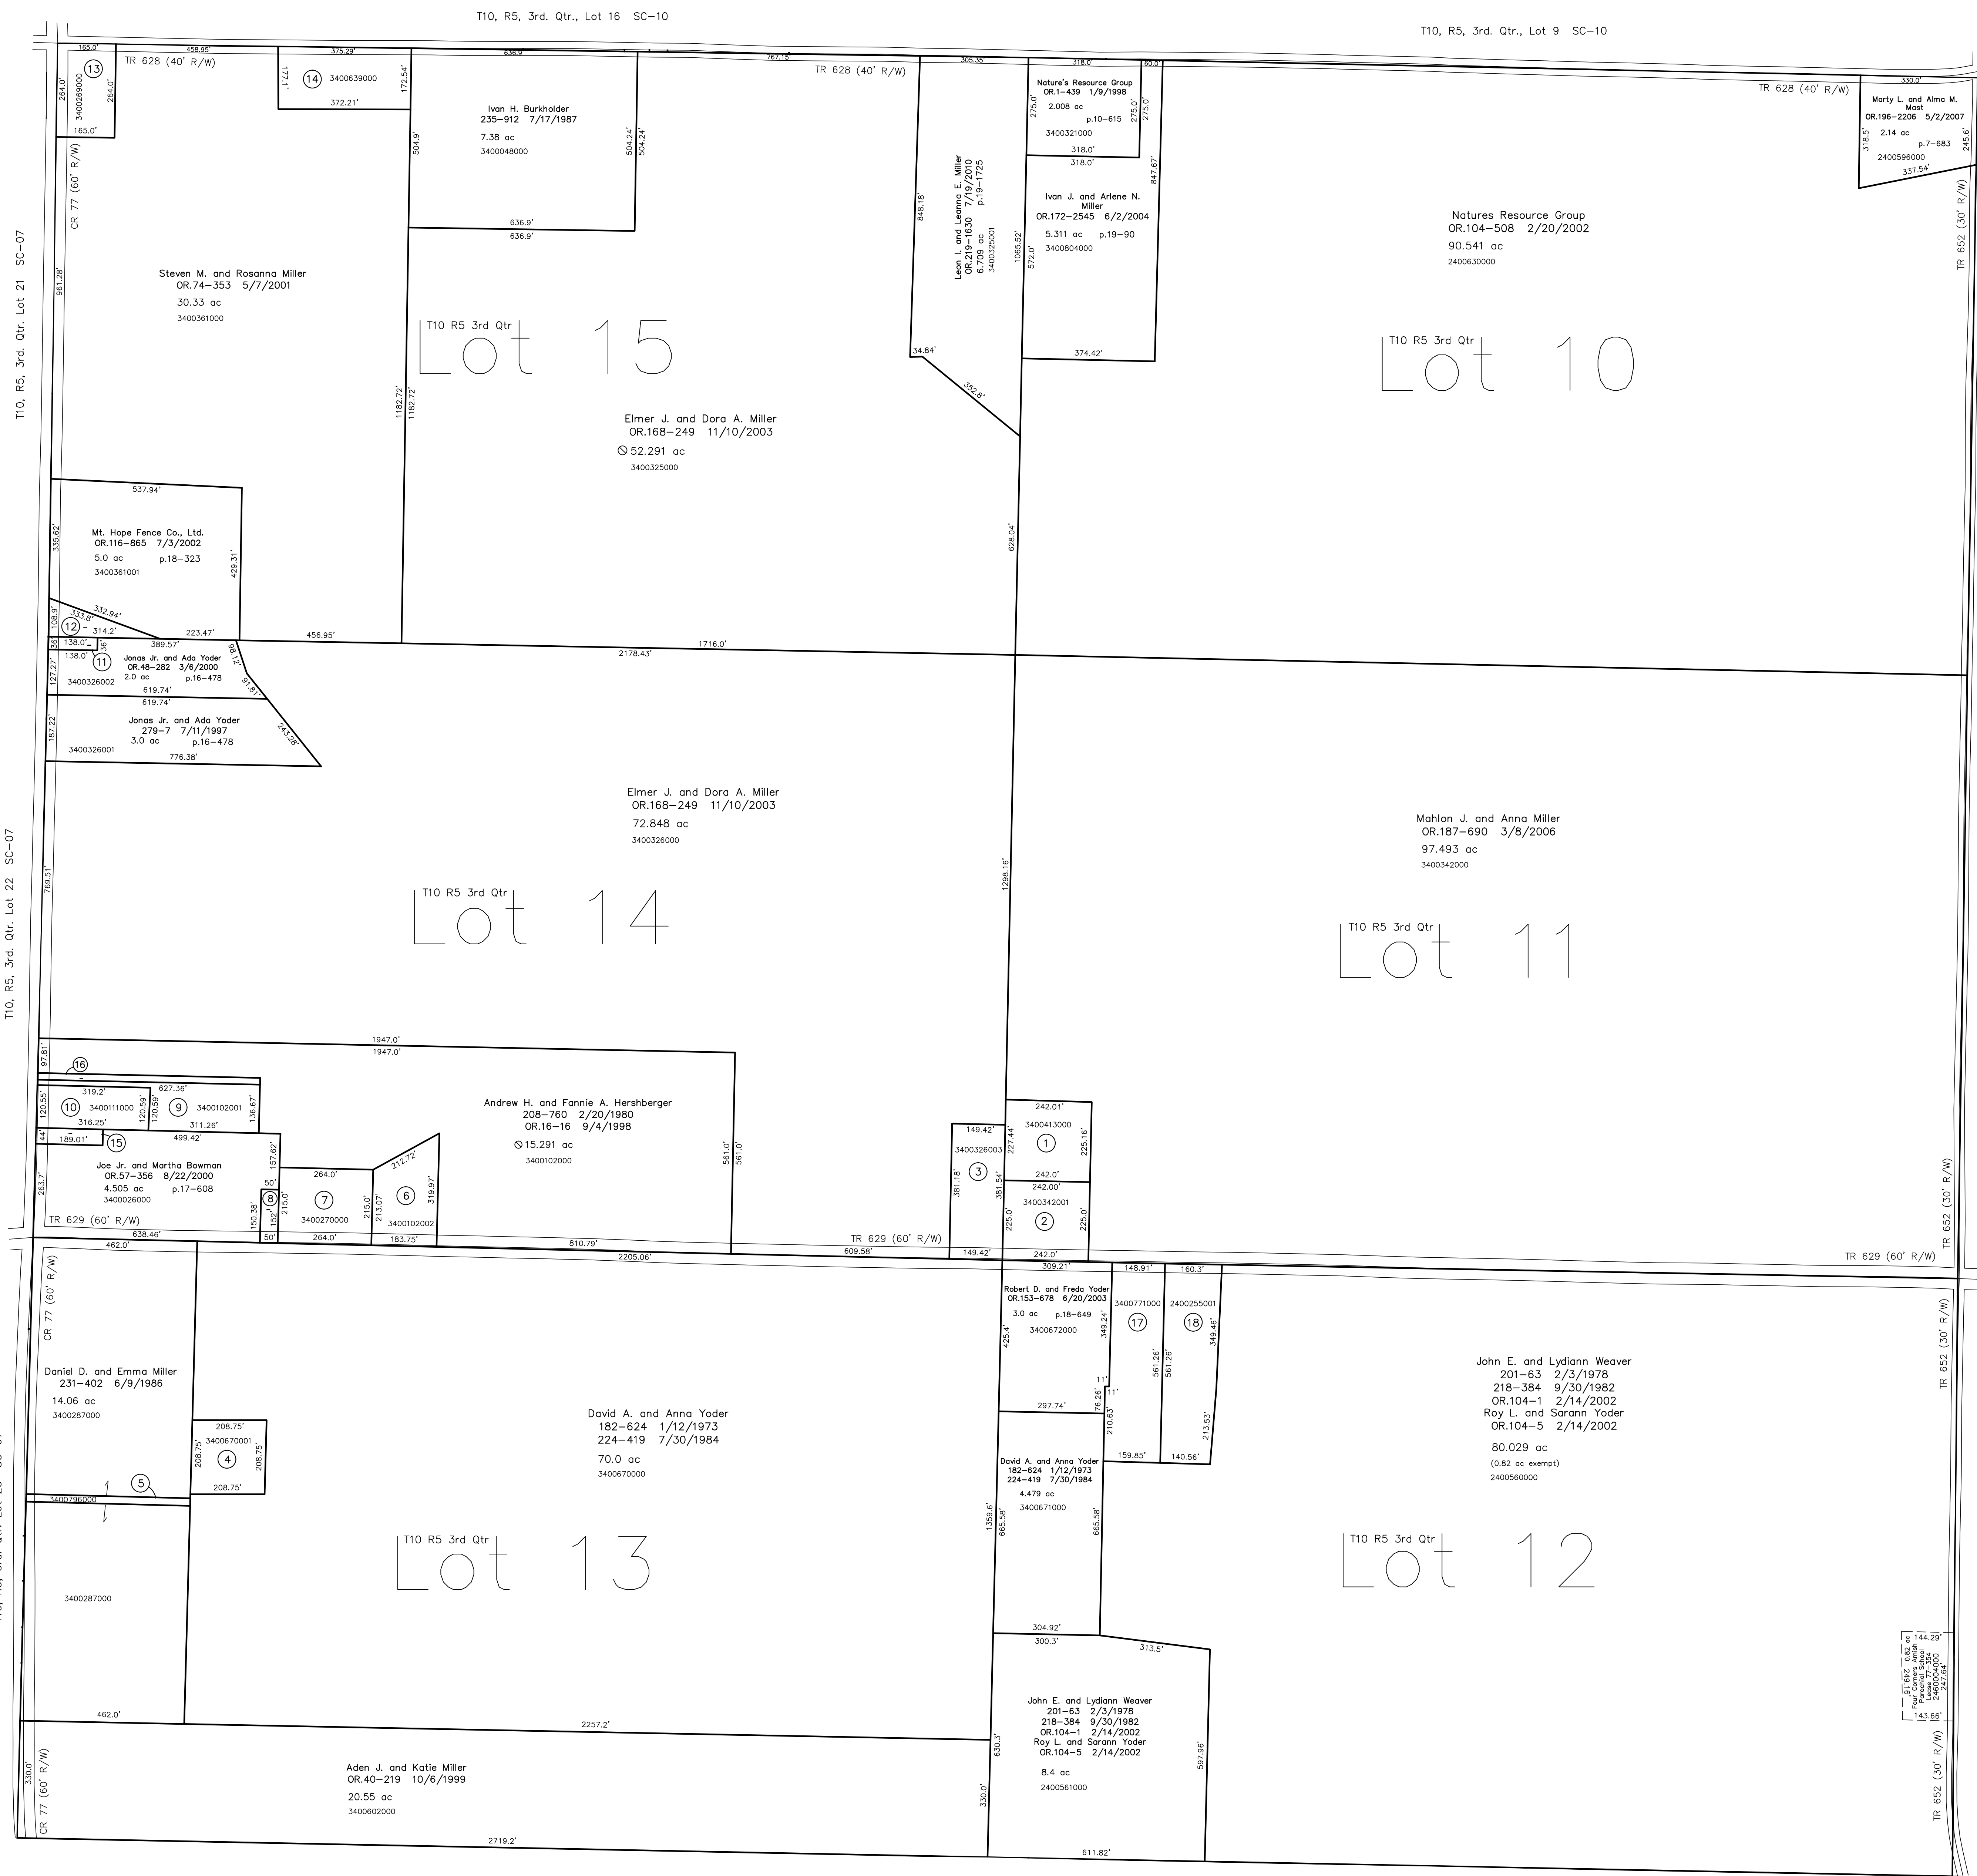 T10, R5, 3rd. Qtr., Lot 16 SC-10
T10, R5, 3rd. Qtr., Lot 9 SC-10
165.0'
458.95'
375.29'
636.9'
767.15'
305.35'
318.0'
60.0'
330.0'
TR 628 (40' R/W)
TR 628 (40' R/W)
TR 628 (40' R/W)
13
264.0'
3400269000
264.0'
165.0'
CR 77 (60' R/W)
177.1'
14
3400639000
172.54'
372.21'
Ivan H. Burkholder
235-912 7/17/1987
7.38 ac
3400048000
504.9'
504.24'
504.24'
636.9'
636.9'
Nature's Resource Group
OR.1-439 1/9/1998
2.008 ac
p.10-615
3400321000
275.0'
275.0'
275.0'
318.0'
318.0'
847.67'
Marty L. and Alma M.
Mast
OR.196-2206 5/2/2007
2.14 ac
p.7-683
2400596000
318.5'
245.6'
337.54'
TR 652 (30' R/W)
Leon I. and Leanna E. Miller
OR.219-1630 7/19/2010
6.709 ac p.19-1725
3400325001
848.18'
1065.52'
572.0'
34.84'
352.8'
Ivan J. and Arlene N.
Miller
OR.172-2545 6/2/2004
5.311 ac p.19-90
3400804000
374.42'
Natures Resource Group
OR.104-508 2/20/2002
90.541 ac
2400630000
T10, R5, 3rd. Qtr. Lot 21 SC-07
961.28'
Steven M. and Rosanna Miller
OR.74-353 5/7/2001
30.33 ac
3400361000
T10 R5 3rd Qtr
Lot 15
T10 R5 3rd Qtr
Lot 10
1182.72'
1182.72'
Elmer J. and Dora A. Miller
OR.168-249 11/10/2003
52.291 ac
3400325000
628.04'
537.94'
335.62'
Mt. Hope Fence Co., Ltd.
OR.116-865 7/3/2002
5.0 ac p.18-323
3400361001
429.31'
108.9'
333.8'
332.94'
12
314.2'
223.47'
456.95'
1716.0'
2178.43'
36'
138.0'
36'
389.57'
98.12'
138.0'
11
127.27'
Jonas Jr. and Ada Yoder
OR.48-282 3/6/2000
2.0 ac p.16-478
3400326002
91.81'
619.74'
619.74'
187.22'
Jonas Jr. and Ada Yoder
279-7 7/11/1997
3.0 ac p.16-478
3400326001
243.28'
776.38'
T10, R5, 3rd. Qtr. Lot 22 SC-07
769.51'
Elmer J. and Dora A. Miller
OR.168-249 11/10/2003
72.848 ac
3400326000
Mahlon J. and Anna Miller
OR.187-690 3/8/2006
97.493 ac
3400342000
1298.16'
T10 R5 3rd Qtr
Lot 14
T10 R5 3rd Qtr
Lot 11
1947.0'
1947.0'
97.81'
16
627.36'
319.2'
120.55'
10
3400111000
120.59'
120.59'
9
3400102001
136.67'
316.25'
311.26'
44'
189.01'
15
499.42'
157.62'
Joe Jr. and Martha Bowman
OR.57-356 8/22/2000
4.505 ac p.17-608
3400026000
263.7'
50'
8
150.38'
152'
215.0'
50'
264.0'
7
3400270000
215.0'
264.0'
212.72'
213.07'
6
319.97'
3400102002
183.75'
Andrew H. and Fannie A. Hershberger
208-760 2/20/1980
OR.16-16 9/4/1998
15.291 ac
3400102000
561.0'
561.0'
149.42'
3400326003
3
381.18'
381.54'
149.42'
242.01'
3400413000
1
227.44'
225.16'
242.0'
242.00'
3400342001
2
225.0'
225.0'
242.0'
TR 652 (30' R/W)
TR 629 (60' R/W)
638.46'
810.79'
TR 629 (60' R/W)
609.58'
TR 629 (60' R/W)
462.0'
2205.06'
309.21'
148.91'
160.3'
CR 77 (60' R/W)
Daniel D. and Emma Miller
231-402 6/9/1986
14.06 ac
3400287000
Robert D. and Freda Yoder
OR.153-678 6/20/2003
3.0 ac p.18-649
3400672000
425.4'
349.24'
11'
11'
76.26'
297.74'
3400771000
17
561.26'
561.26'
210.63'
159.85'
2400255001
18
349.46'
213.53'
140.56'
TR 652 (30' R/W)
David A. and Anna Yoder
182-624 1/12/1973
224-419 7/30/1984
70.0 ac
3400670000
John E. and Lydiann Weaver
201-63 2/3/1978
218-384 9/30/1982
OR.104-1 2/14/2002
Roy L. and Sarann Yoder
OR.104-5 2/14/2002
80.029 ac
(0.82 ac exempt)
2400560000
208.75'
3400670001
4
208.75'
208.75'
208.75'
5
3400796000
David A. and Anna Yoder
182-624 1/12/1973
224-419 7/30/1984
4.479 ac
3400671000
1359.6'
665.58'
665.58'
304.92'
300.3'
313.5'
T10 R5 3rd Qtr
Lot 13
T10 R5 3rd Qtr
Lot 12
3400287000
144.29'
249.16' 0.82 ac
Four Corners Amish
Parochial School
Lease 77-354
2460004000
247.64'
143.66'
John E. and Lydiann Weaver
201-63 2/3/1978
218-384 9/30/1982
OR.104-1 2/14/2002
Roy L. and Sarann Yoder
OR.104-5 2/14/2002
8.4 ac
2400561000
630.3'
597.96'
462.0'
2257.2'
330.0'
CR 77 (60' R/W)
Aden J. and Katie Miller
OR.40-219 10/6/1999
20.55 ac
3400602000
330.0'
TR 652 (30' R/W)
2719.2'
611.82'